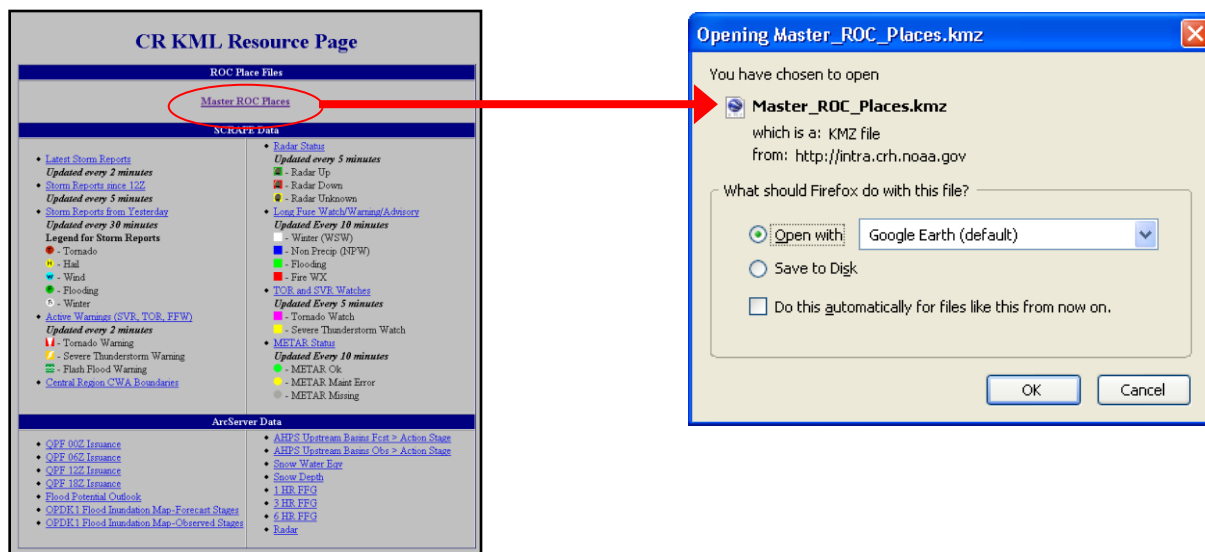 CR KML Resource Page
ROC Place Files
Master ROC Places
SCRAPE Data
Latest Storm Reports
Updated every 2 minutes
Storm Reports since 12Z
Updated every 5 minutes
Storm Reports from Yesterday
Updated every 30 minutes
Legend for Storm Reports
- Tornado
H - Hail
W - Wind
- Flooding
- Winter
Active Warnings (SVR, TOR, FFW)
Updated every 2 minutes
- Tornado Warning
- Severe Thunderstorm Warning
- Flash Flood Warning
Central Region CWA Boundaries
Radar Status
Updated every 5 minutes
- Radar Up
- Radar Down
- Radar Unknown
Long Fuse Watch/Warning/Advisory
Updated Every 10 minutes
- Winter (WSW)
- Non Precip (NPW)
- Flooding
- Fire WX
TOR and SVR Watches
Updated Every 5 minutes
- Tornado Watch
- Severe Thunderstorm Watch
METAR Status
Updated Every 10 minutes
- METAR Ok
- METAR Maint Error
- METAR Missing
ArcServer Data
QPF 00Z Issuance
QPF 06Z Issuance
QPF 12Z Issuance
QPF 18Z Issuance
Flood Potential Outlook
OPDK1 Flood Inundation Map-Forecast Stages
OPDK1 Flood Inundation Map-Observed Stages
AHPS Upstream Basins Fcst > Action Stage
AHPS Upstream Basins Obs > Action Stage
Snow Water Eqv
Snow Depth
1 HR FFG
3 HR FFG
6 HR FFG
Radar
Opening Master_ROC_Places.kmz
You have chosen to open
Master_ROC_Places.kmz
which is a: KMZ file
from: http://intra.crh.noaa.gov
What should Firefox do with this file?
Open with Google Earth (default)
Save to Disk
Do this automatically for files like this from now on.
OK Cancel